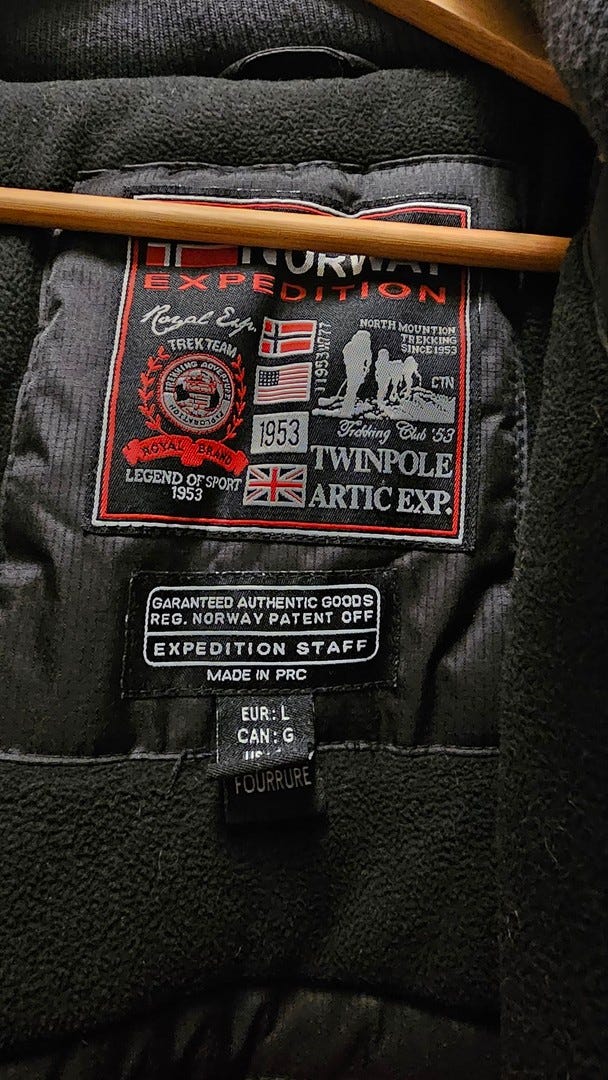 NORWAY
EXPEDITION
Royal Exp.
TREK TEAM
ROYAL BRAND
LEGEND OF SPORT
1953
1953
NORTH MOUNTION
TREKKING
SINCE 1953
CTN
Trekking Club '53
TWINPOLE
ARTIC EXP.
GARANTEED AUTHENTIC GOODS
REG. NORWAY PATENT OFF
EXPEDITION STAFF
MADE IN PRC
EUR: L
CAN: G
FOURRURE